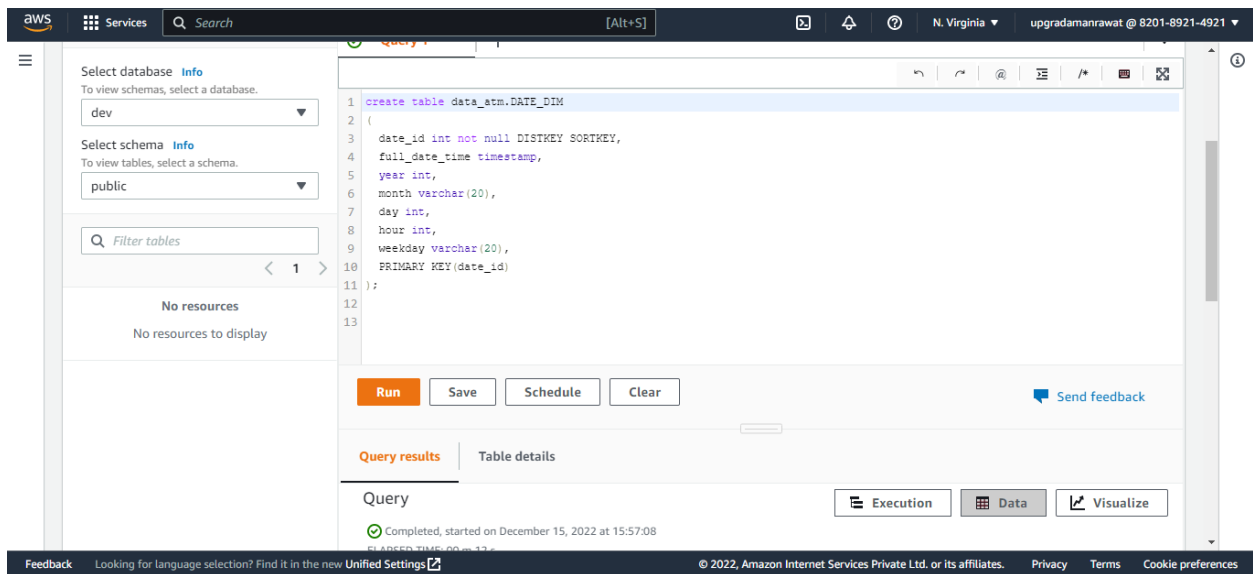 aws Services Search [Alt+S] N. Virginia ▼ upgradamanrawat @ 8201-8921-4921 ▼
Query 1 +
Select database Info
To view schemas, select a database.
dev
Select schema Info
To view tables, select a schema.
public
Filter tables
< 1 >
No resources
No resources to display
1 create table data_atm.DATE_DIM
2 (
3 date_id int not null DISTKEY SORTKEY,
4 full_date_time timestamp,
5 year int,
6 month varchar(20),
7 day int,
8 hour int,
9 weekday varchar(20),
10 PRIMARY KEY(date_id)
11 );
12
13
Run Save Schedule Clear
Send feedback
Query results Table details
Query
Execution Data Visualize
Completed, started on December 15, 2022 at 15:57:08
ELAPSED TIME: 00 m 12 s
Feedback Looking for language selection? Find it in the new Unified Settings © 2022, Amazon Internet Services Private Ltd. or its affiliates. Privacy Terms Cookie preferences